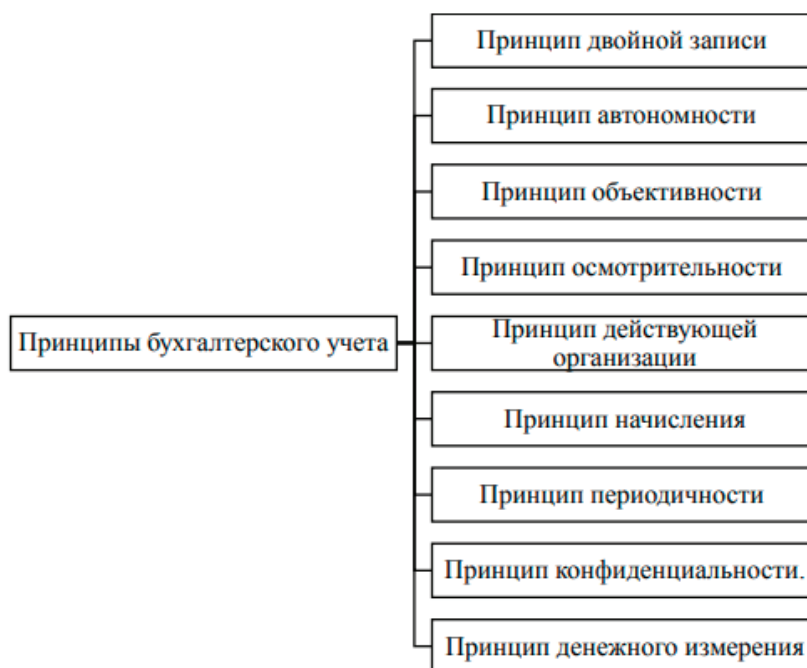 Принцип двойной записи
Принцип автономности
Принцип объективности
Принцип осмотрительности
Принципы бухгалтерского учета
Принцип действующей
организации
Принцип начисления
Принцип периодичности
Принцип конфиденциальности.
Принцип денежного измерения